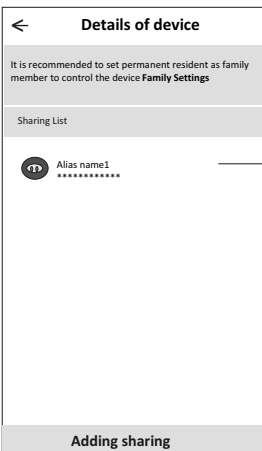 Details of device
It is recommended to set permanent resident as family
member to control the device Family Settings
Sharing List
Alias name1
************
Adding sharing